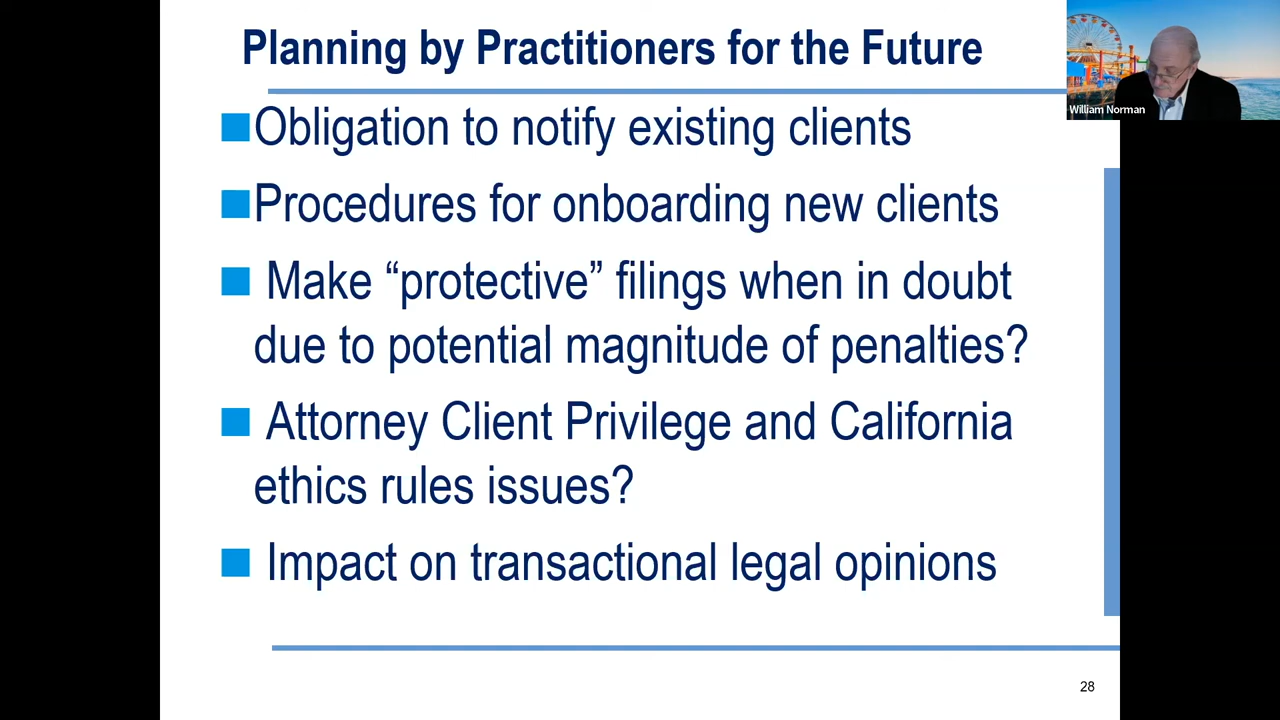 Planning by Practitioners for the Future
William Norman
Obligation to notify existing clients
Procedures for onboarding new clients
Make “protective” filings when in doubt
due to potential magnitude of penalties?
Attorney Client Privilege and California
ethics rules issues?
Impact on transactional legal opinions
28